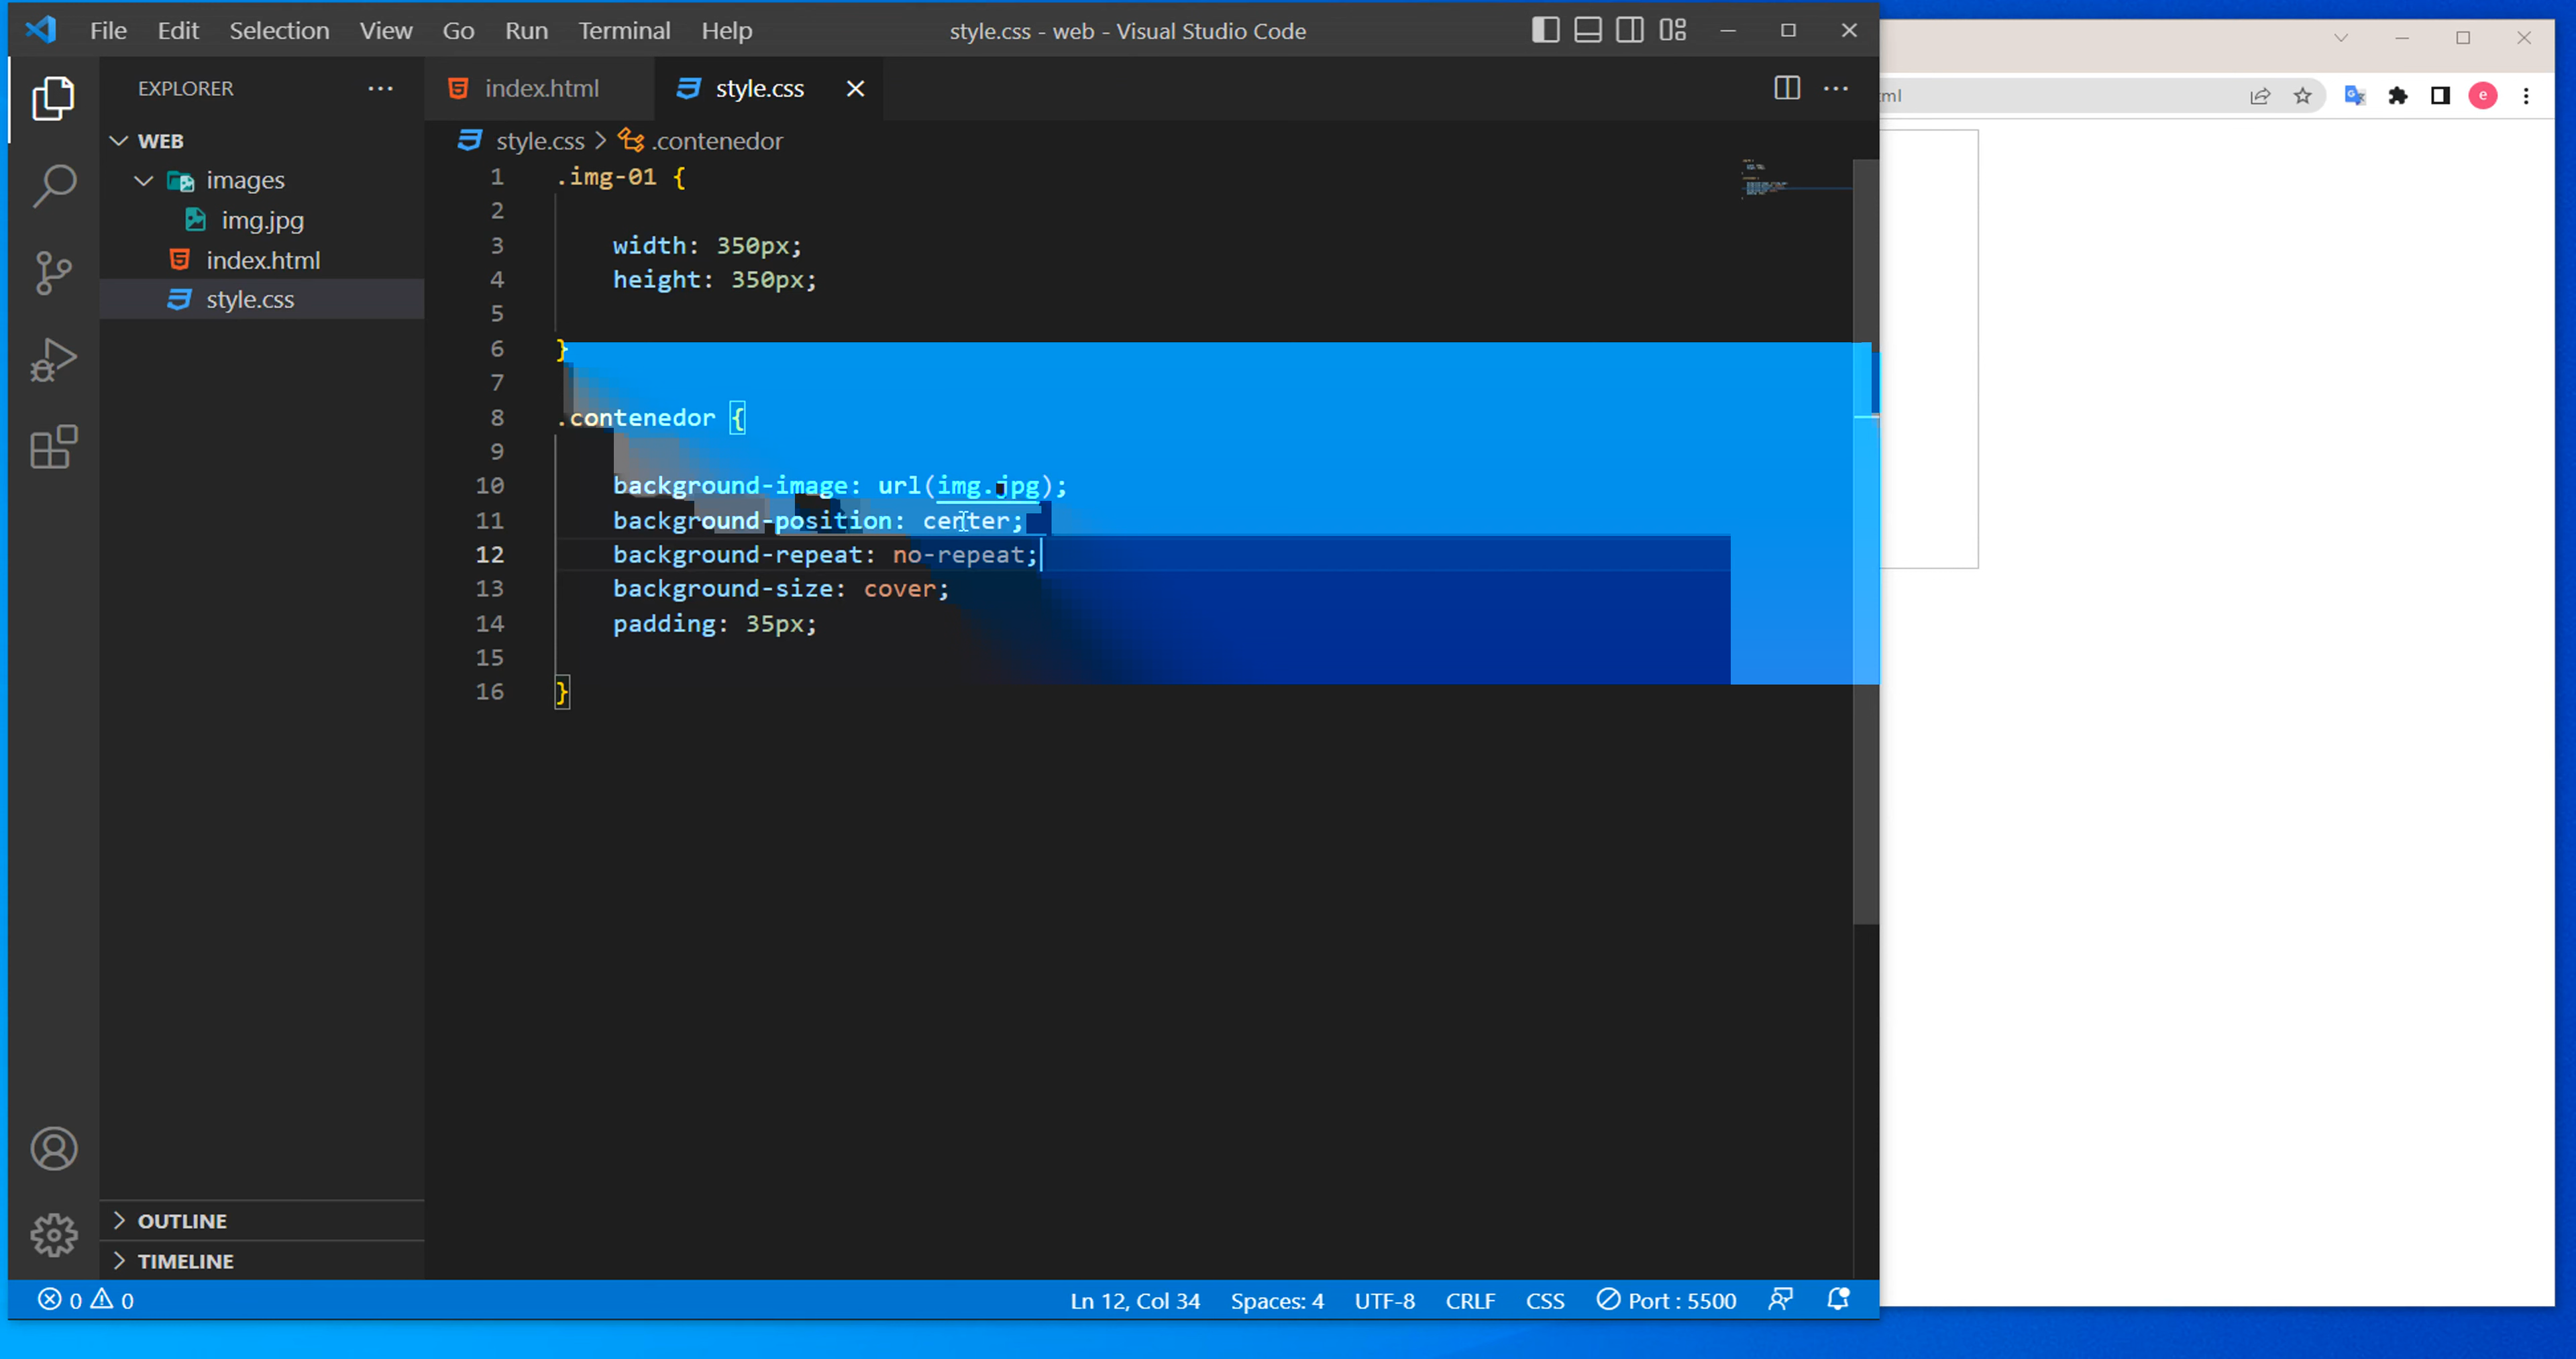 File Edit Selection View Go Run Terminal Help
style.css - web - Visual Studio Code
EXPLORER
index.html
style.css
ml
e
WEB
style.css > .contenedor
images
img.jpg
index.html
style.css
1 .img-01 {
2
3 width: 350px;
4 height: 350px;
5
6 }
7
8 .contenedor {
9
10 background-image: url(img.jpg);
11 background-position: center;
12 background-repeat: no-repeat;
13 background-size: cover;
14 padding: 35px;
15
16 }
OUTLINE
TIMELINE
0 0
Ln 12, Col 34 Spaces: 4 UTF-8 CRLF CSS Port : 5500